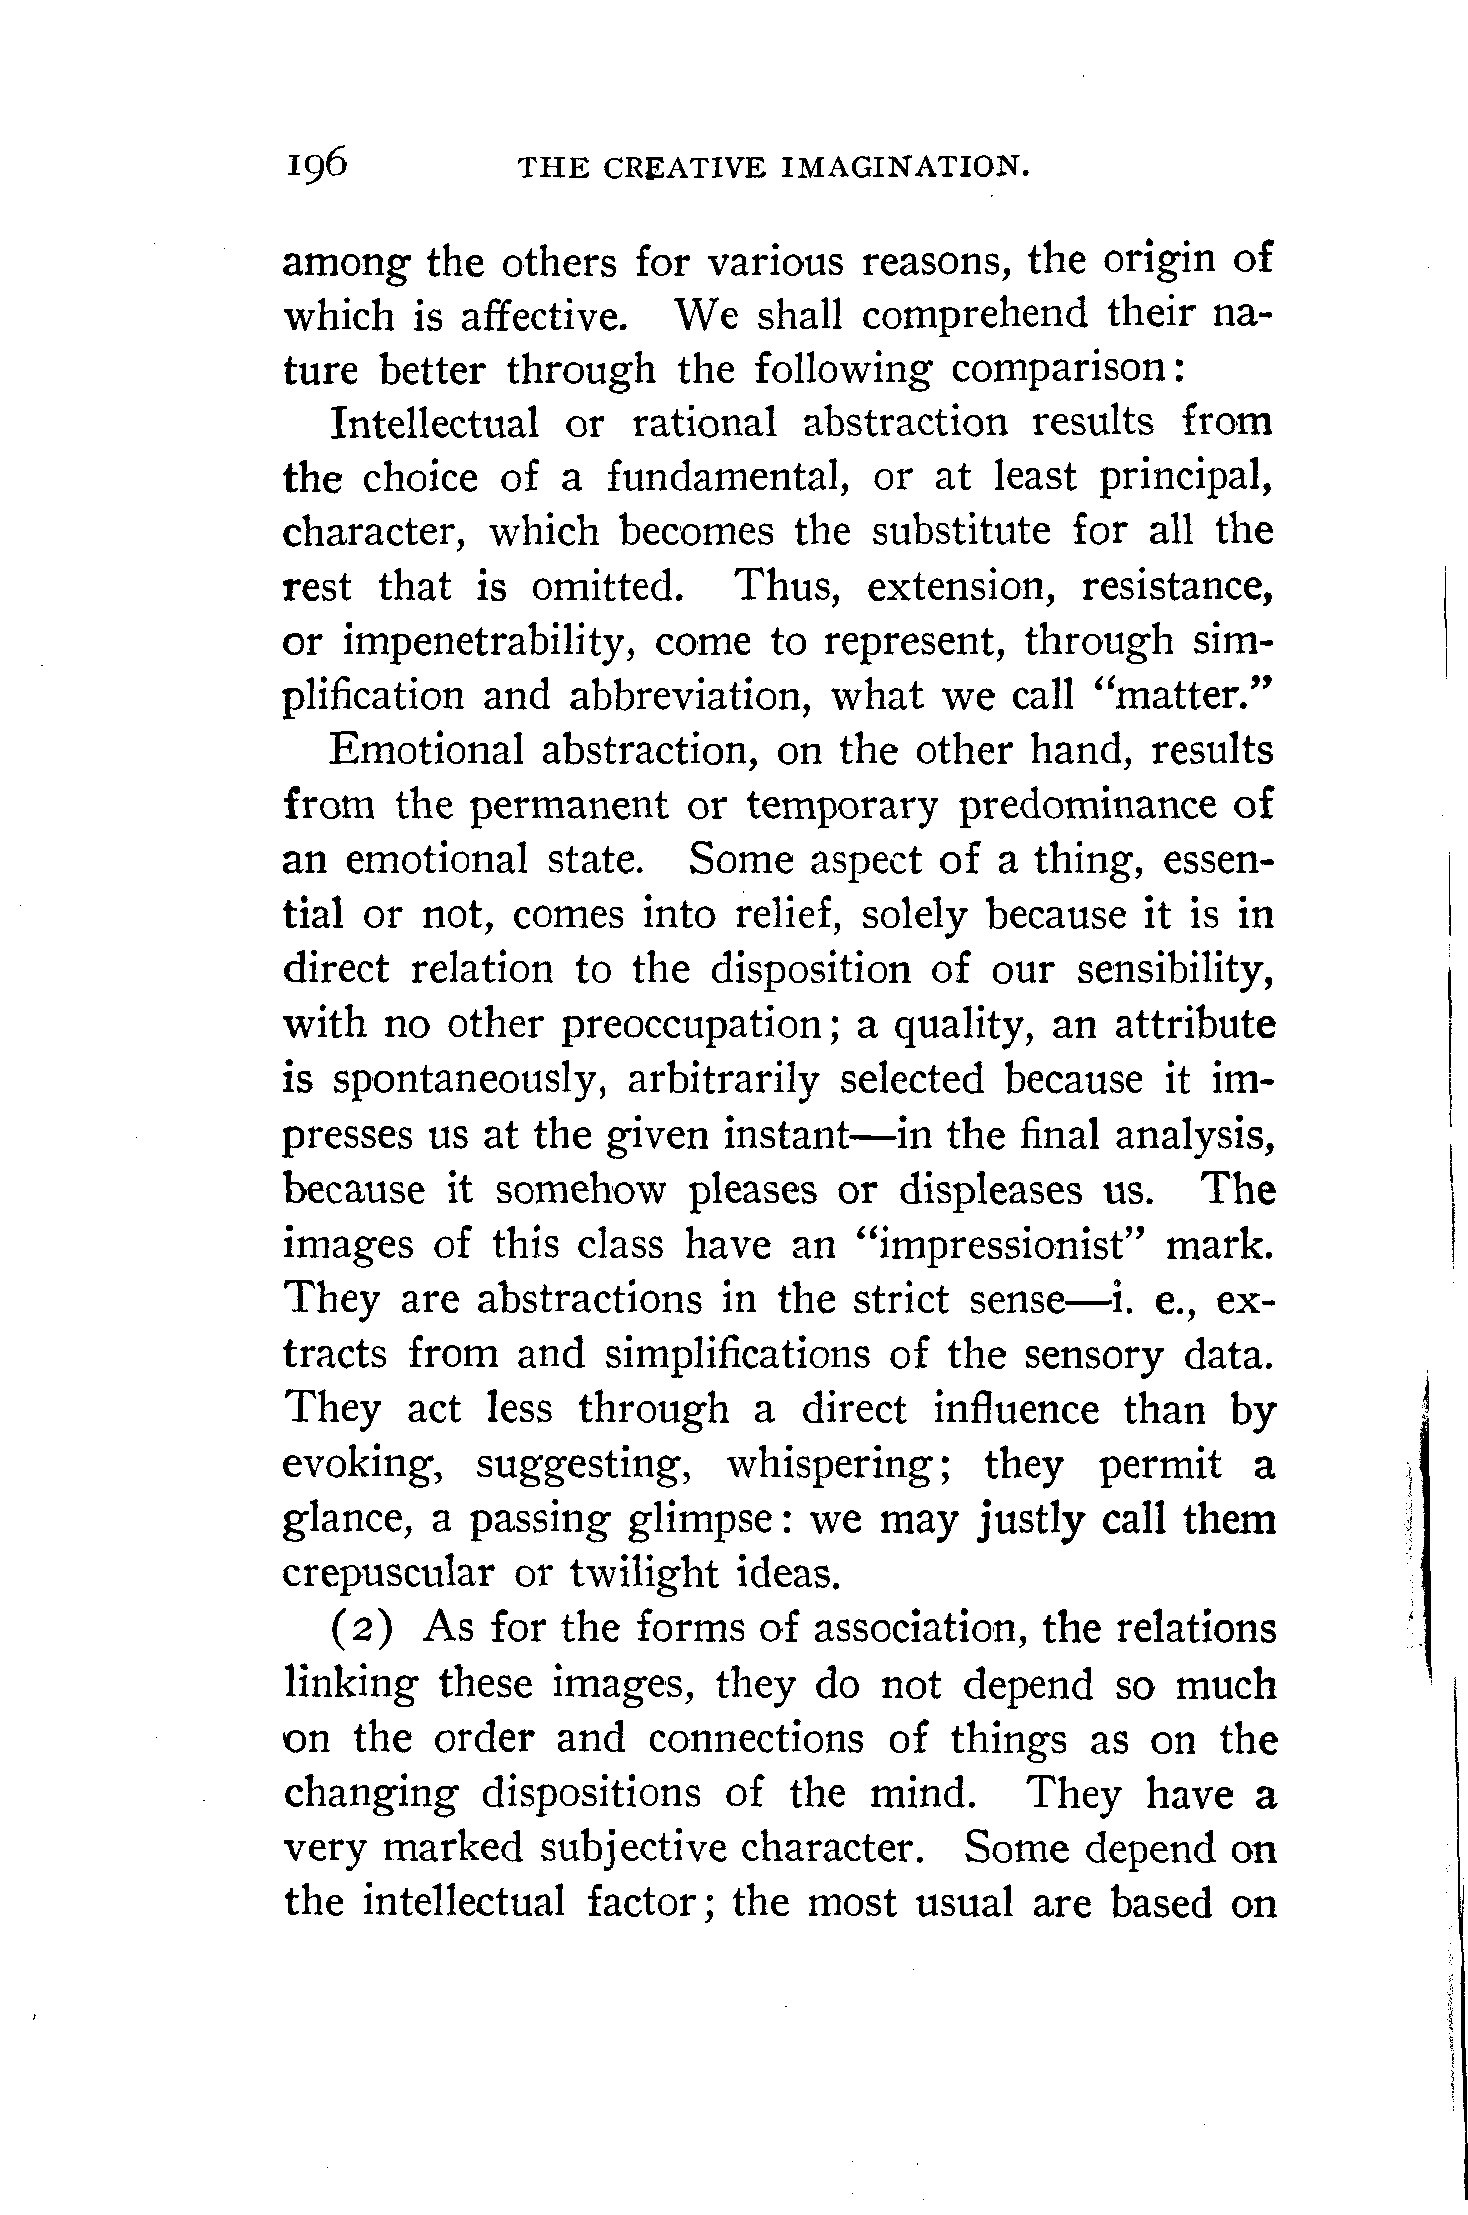 196 THE CREATIVE IMAGINATION.
among the others for various reasons, the origin of
which is affective. We shall comprehend their na-
ture better through the following comparison:
Intellectual or rational abstraction results from
the choice of a fundamental, or at least principal,
character, which becomes the substitute for all the
rest that is omitted. Thus, extension, resistance,
or impenetrability, come to represent, through sim-
plification and abbreviation, what we call “matter.”
Emotional abstraction, on the other hand, results
from the permanent or temporary predominance of
an emotional state. Some aspect of a thing, essen-
tial or not, comes into relief, solely because it is in
direct relation to the disposition of our sensibility,
with no other preoccupation; a quality, an attribute
is spontaneously, arbitrarily selected because it im-
presses us at the given instant—in the final analysis,
because it somehow pleases or displeases us. The
images of this class have an “impressionist” mark.
They are abstractions in the strict sense—i. e., ex-
tracts from and simplifications of the sensory data.
They act less through a direct influence than by
evoking, suggesting, whispering; they permit a
glance, a passing glimpse: we may justly call them
crepuscular or twilight ideas.
(2) As for the forms of association, the relations
linking these images, they do not depend so much
on the order and connections of things as on the
changing dispositions of the mind. They have a
very marked subjective character. Some depend on
the intellectual factor; the most usual are based on